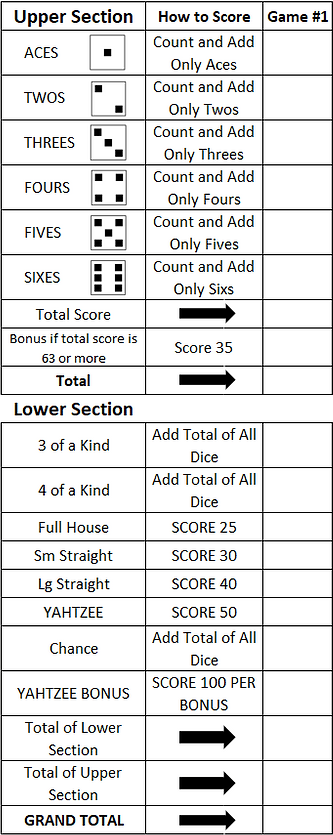 Upper Section How to Score Game #1
ACES Count and Add
Only Aces
TWOS Count and Add
Only Twos
THREES Count and Add
Only Threes
FOURS Count and Add
Only Fours
FIVES Count and Add
Only Fives
SIXES Count and Add
Only Sixs
Total Score
Bonus if total score is
63 or more Score 35
Total
Lower Section
3 of a Kind Add Total of All
Dice
4 of a Kind Add Total of All
Dice
Full House SCORE 25
Sm Straight SCORE 30
Lg Straight SCORE 40
YAHTZEE SCORE 50
Chance Add Total of All
Dice
YAHTZEE BONUS SCORE 100 PER
BONUS
Total of Lower
Section
Total of Upper
Section
GRAND TOTAL